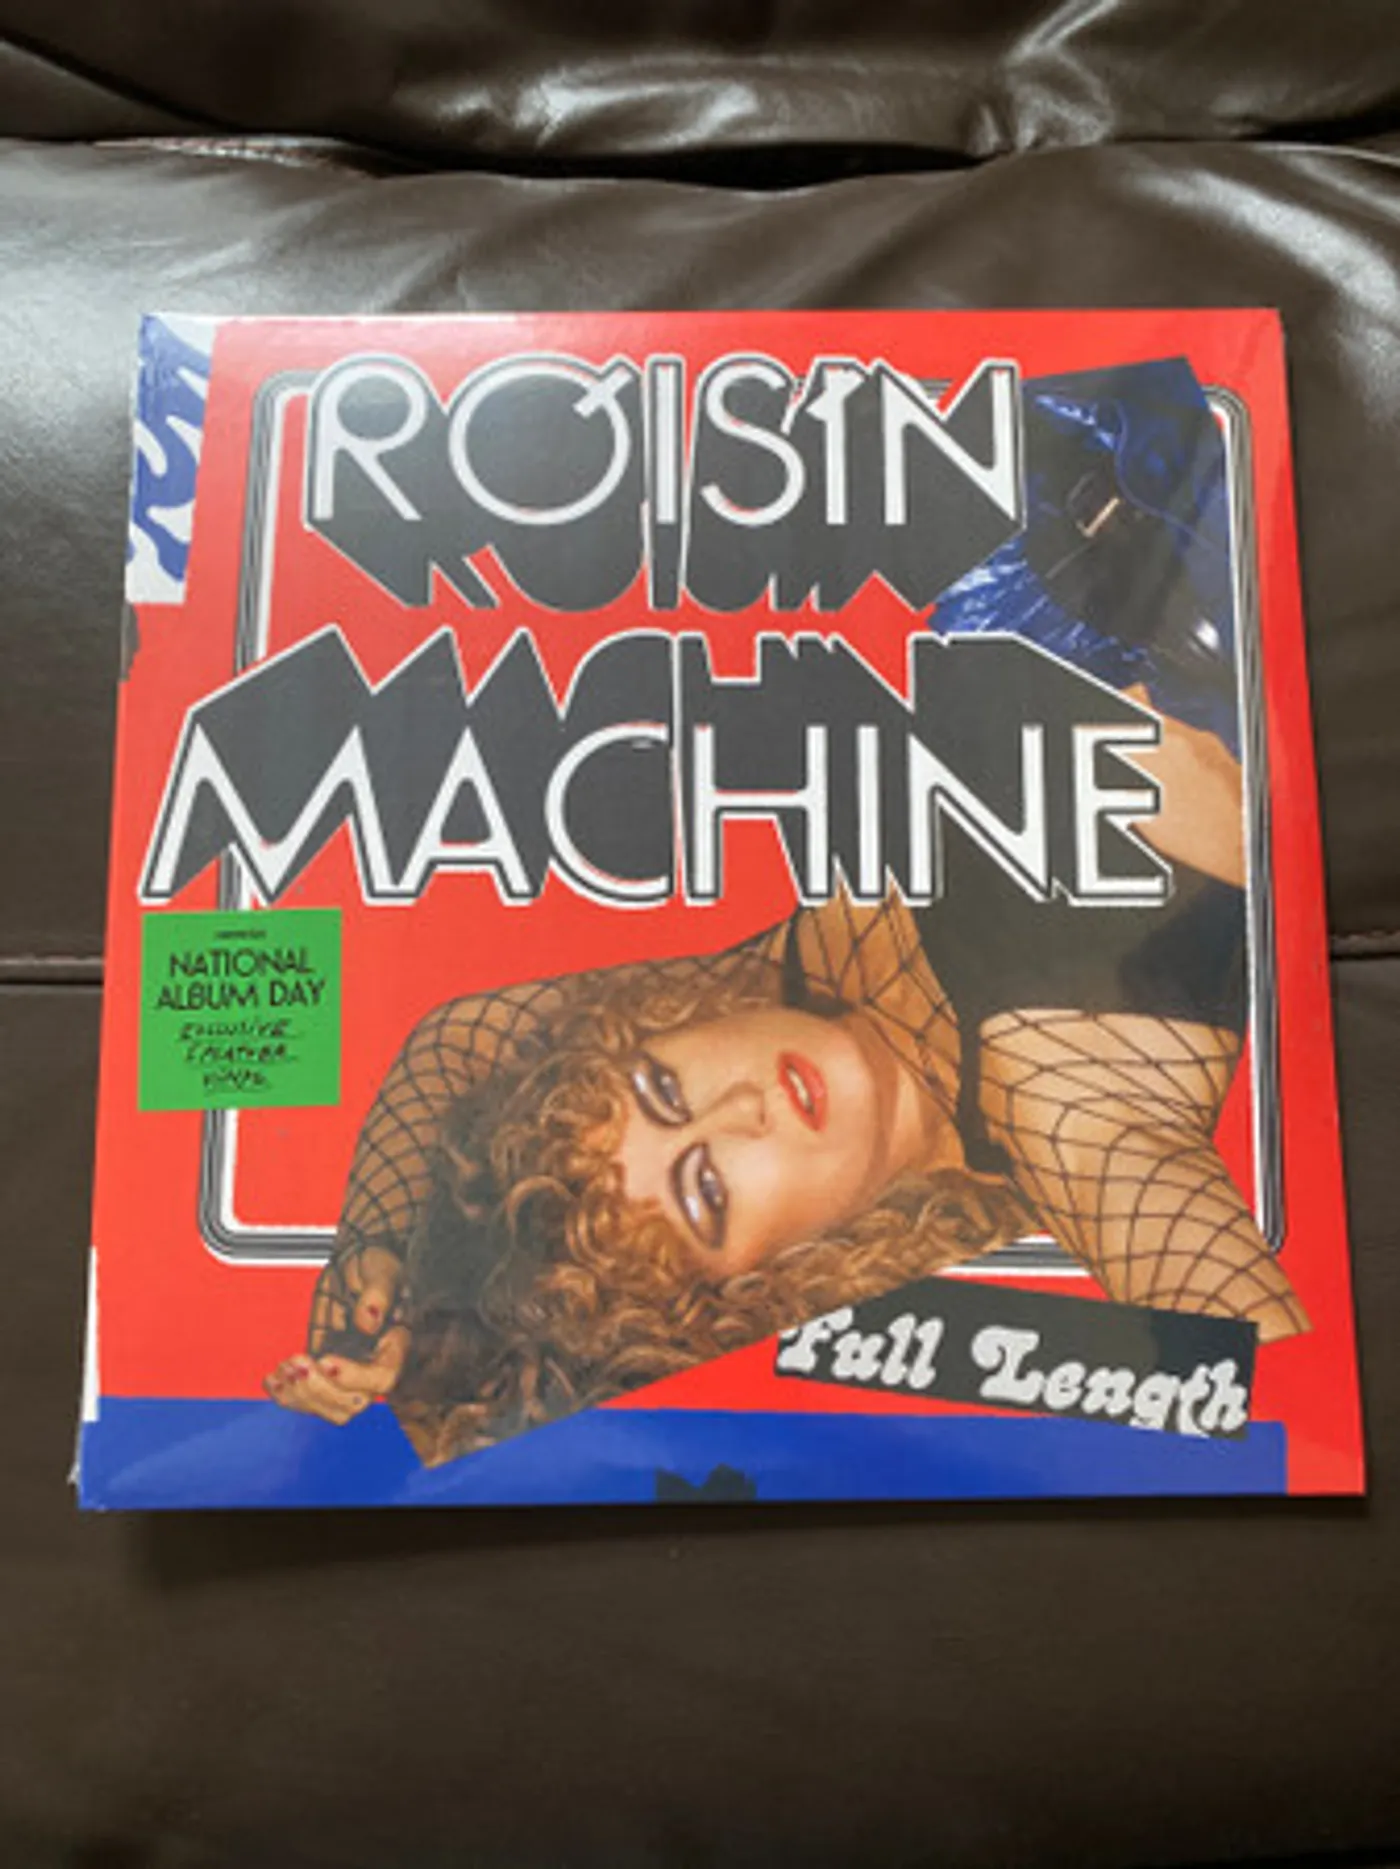 RÓISÍN
MACHINE
NATIONAL
ALBUM DAY
EXCLUSIVE
SPLATTER
VINYL
Full Length